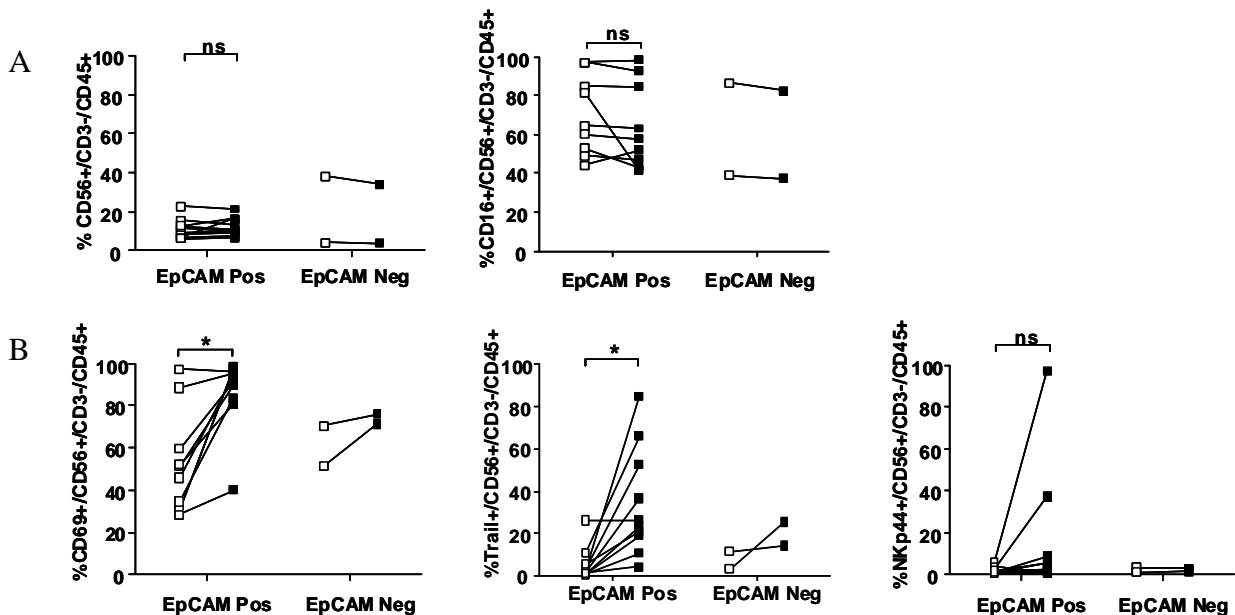 A
% CD56+/CD3-/CD45+
100
80
60
40
20
0
ns
EpCAM Pos
EpCAM Neg
%CD16+/CD56+/CD3-/CD45+
100
80
60
40
20
0
ns
EpCAM Pos
EpCAM Neg
B
%CD69+/CD56+/CD3-/CD45+
100
80
60
40
20
0
*
EpCAM Pos
EpCAM Neg
%Trail+/CD56+/CD3-/CD45+
100
80
60
40
20
0
*
EpCAM Pos
EpCAM Neg
%NKp44+/CD56+/CD3-/CD45+
100
80
60
40
20
0
ns
EpCAM Pos
EpCAM Neg